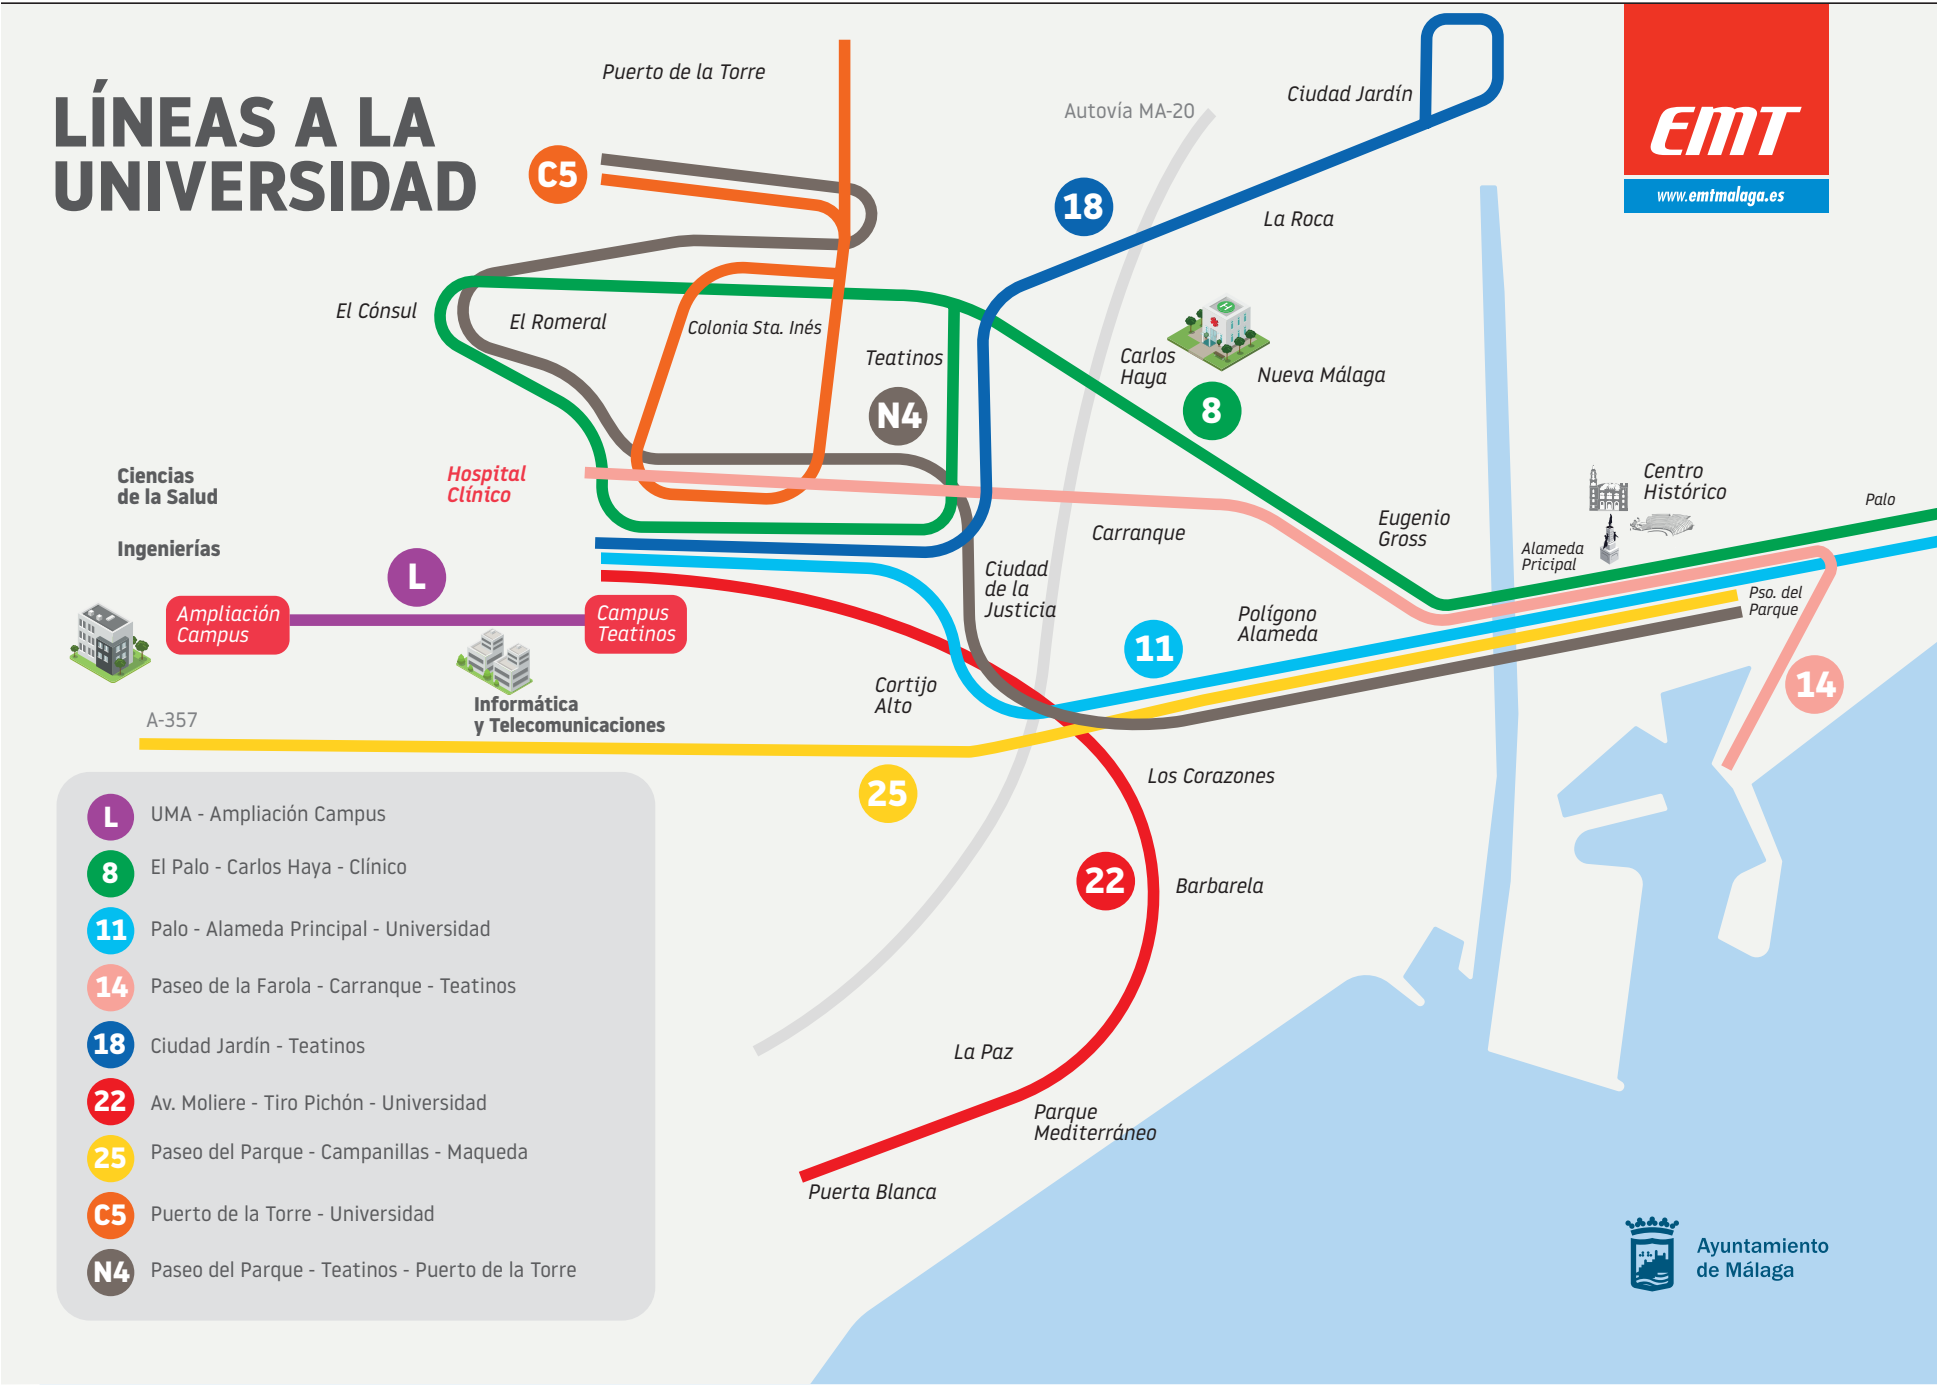 LÍNEAS A LA
UNIVERSIDAD
Puerto de la Torre
C5
Autovía MA-20
Ciudad Jardín
EMT
www.emtmalaga.es
18
La Roca
El Cónsul
El Romeral
Colonia Sta. Inés
Teatinos
N4
Carlos
Haya
Nueva Málaga
8
Ciencias
de la Salud
Hospital
Clínico
Ingenierías
L
Ampliación
Campus
Campus
Teatinos
Informática
y Telecomunicaciones
A-357
Carranque
Ciudad
de la
Justicia
Eugenio
Gross
Centro
Histórico
Palo
Alameda
Pricipal
Pso. del
Parque
Polígono
Alameda
11
14
Cortijo
Alto
25
Los Corazones
22
Barbarela
La Paz
Parque
Mediterráneo
Puerta Blanca
L UMA - Ampliación Campus
8 El Palo - Carlos Haya - Clínico
11 Palo - Alameda Principal - Universidad
14 Paseo de la Farola - Carranque - Teatinos
18 Ciudad Jardín - Teatinos
22 Av. Moliere - Tiro Pichón - Universidad
25 Paseo del Parque - Campanillas - Maqueda
C5 Puerto de la Torre - Universidad
N4 Paseo del Parque - Teatinos - Puerto de la Torre
Ayuntamiento
de Málaga
H